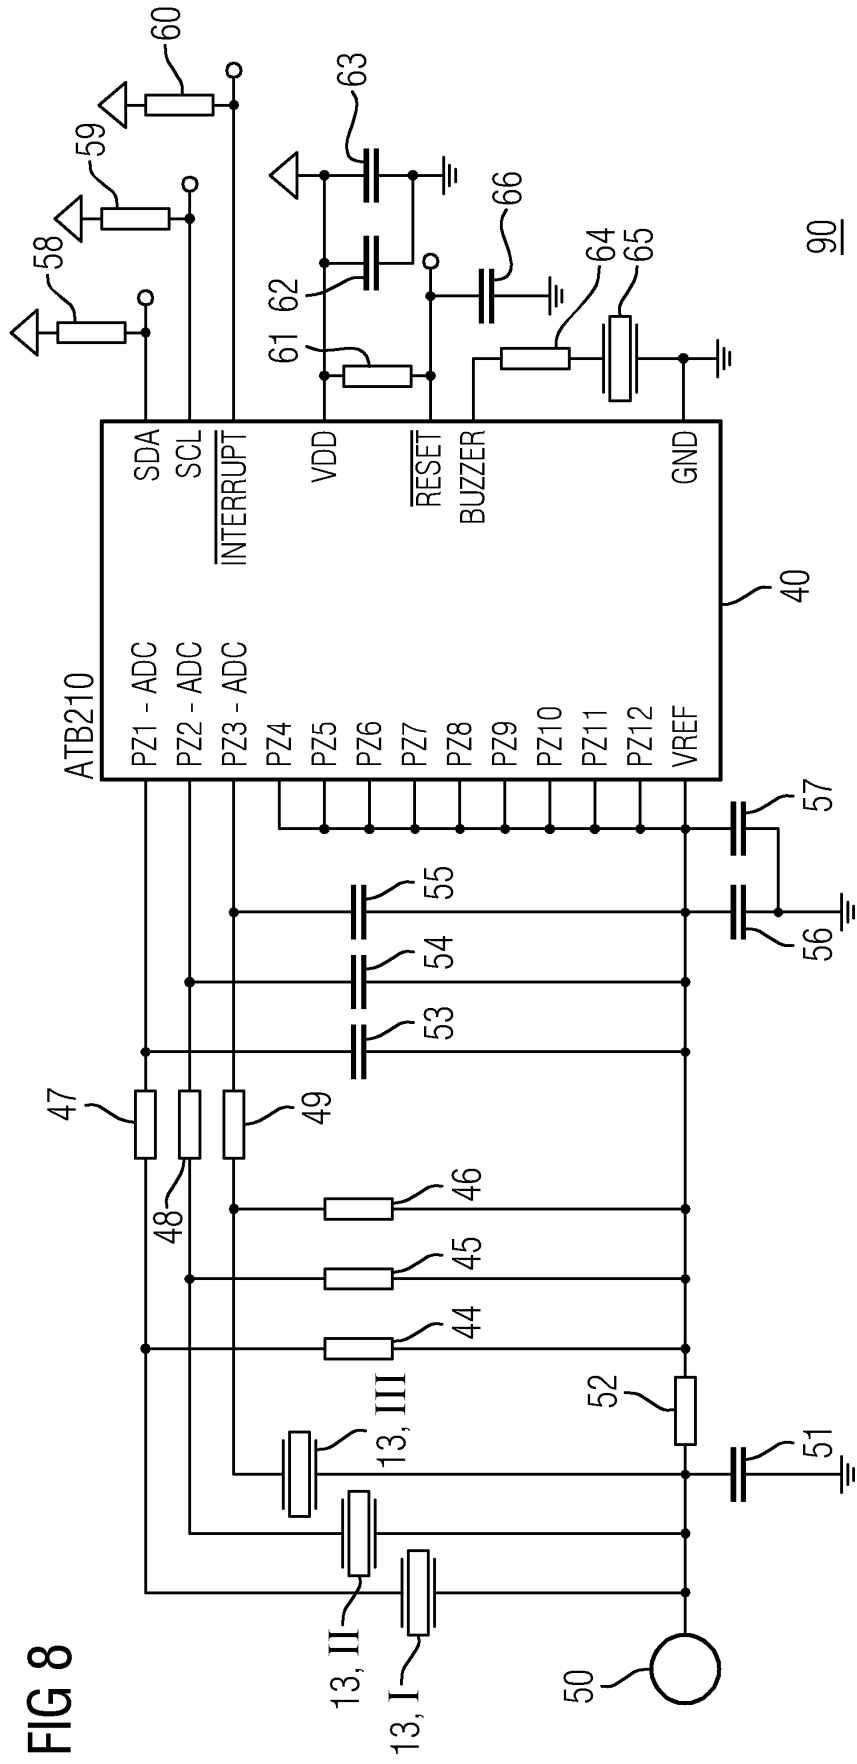 FIG 8
ATB210
PZ1 - ADC
PZ2 - ADC
PZ3 - ADC
PZ4
PZ5
PZ6
PZ7
PZ8
PZ9
PZ10
PZ11
PZ12
VREF
SDA
SCL
INTERRUPT
VDD
RESET
BUZZER
GND
40
13, I
13, II
13, III
44
45
46
47
48
49
50
51
52
53
54
55
56
57
58
59
60
61
62
63
64
65
66
90